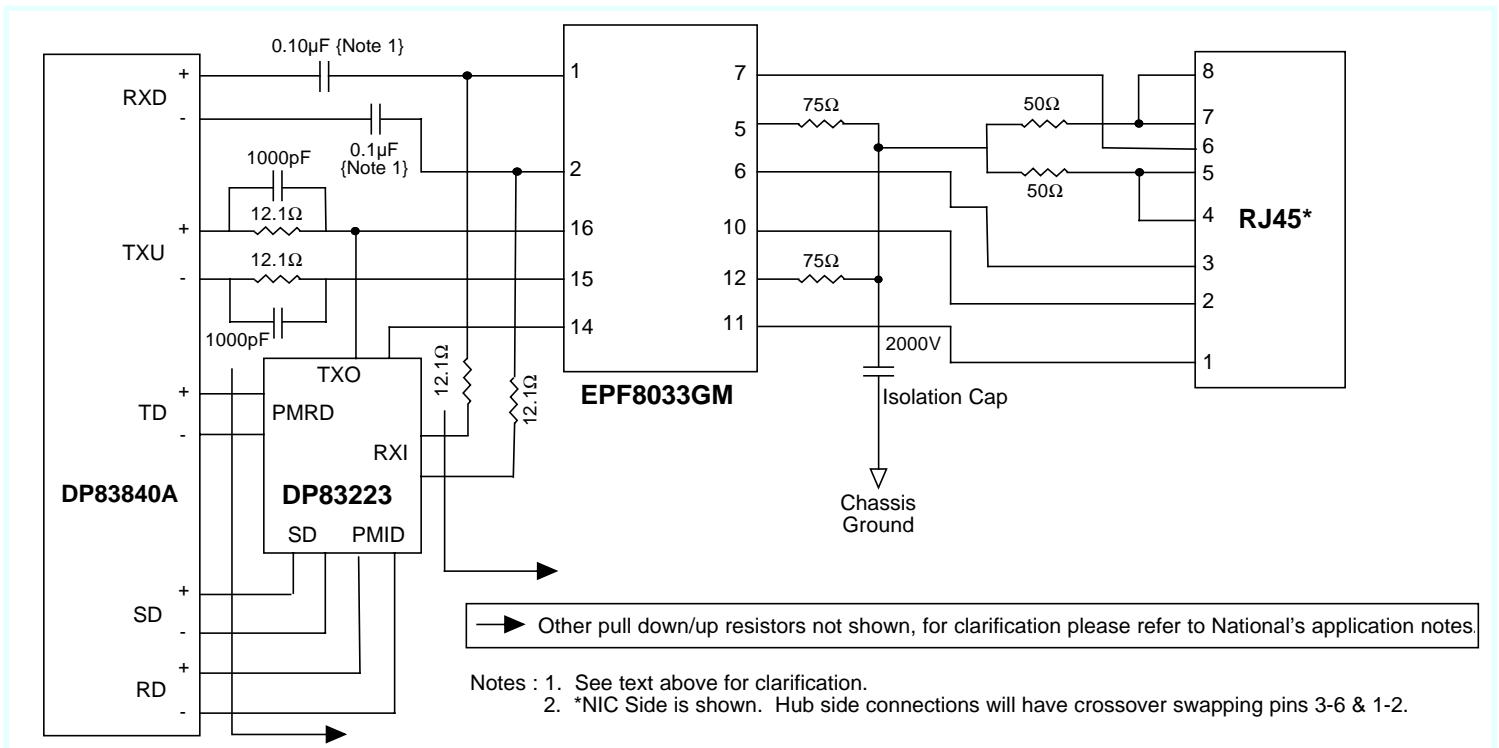 0.10µF {Note 1}
+
RXD
-
0.1µF
{Note 1}
1000pF
12.1Ω
+
TXU
12.1Ω
-
1000pF
+
TD
-
DP83840A
+
SD
-
+
RD
-
TXO
PMRD
RXI
DP83223
SD PMID
12.1Ω
12.1Ω
1
2
16
15
14
7
5
6
10
12
11
EPF8033GM
75Ω
75Ω
50Ω
50Ω
2000V
Isolation Cap
Chassis
Ground
8
7
6
5
4
3
2
1
RJ45*
Other pull down/up resistors not shown, for clarification please refer to National's application notes.
Notes : 1. See text above for clarification.
2. *NIC Side is shown. Hub side connections will have crossover swapping pins 3-6 & 1-2.